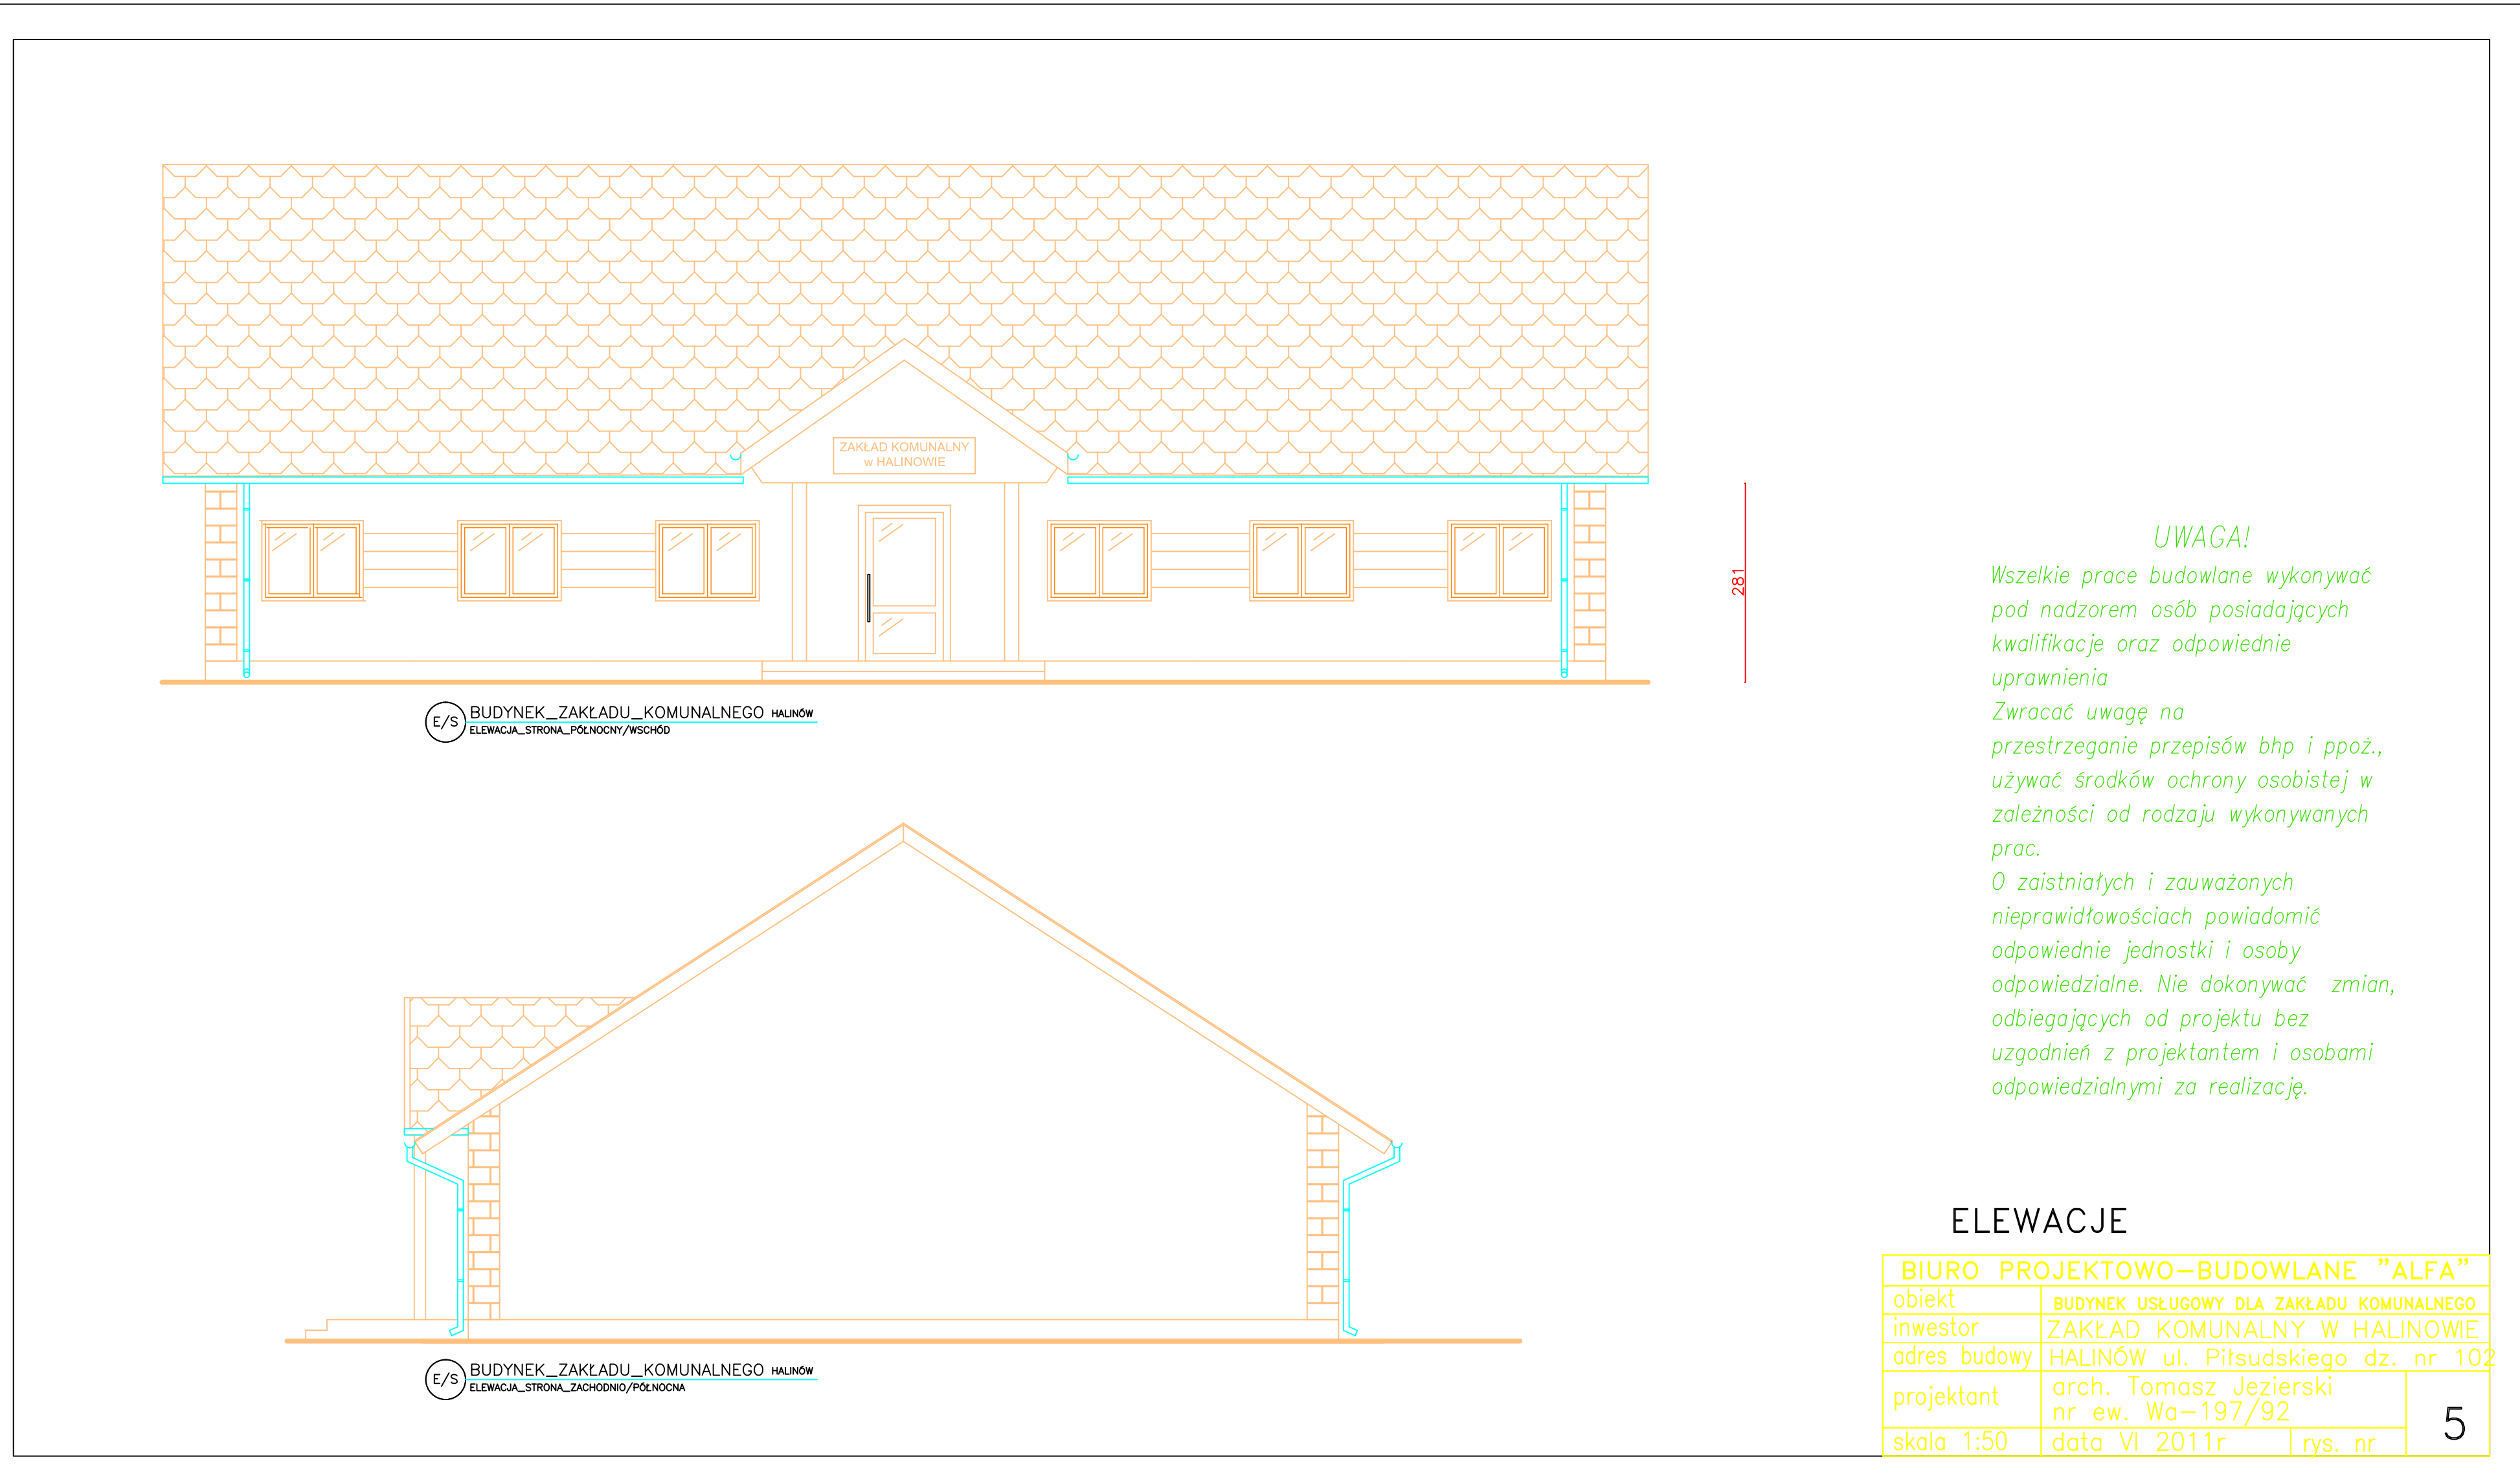 ZAKŁAD KOMUNALNY
w HALINOWIE
281
E/S
BUDYNEK_ZAKŁADU_KOMUNALNEGO HALINÓW
ELEWACJA_STRONA_PÓŁNOCNY/WSCHÓD
E/S
BUDYNEK_ZAKŁADU_KOMUNALNEGO HALINÓW
ELEWACJA_STRONA_ZACHODNIO/PÓŁNOCNA
UWAGA!
Wszelkie prace budowlane wykonywać
pod nadzorem osób posiadających
kwalifikacje oraz odpowiednie
uprawnienia
Zwracać uwagę na
przestrzeganie przepisów bhp i ppoż.,
używać środków ochrony osobistej w
zależności od rodzaju wykonywanych
prac.
O zaistniałych i zauważonych
nieprawidłowościach powiadomić
odpowiednie jednostki i osoby
odpowiedzialne. Nie dokonywać zmian,
odbiegających od projektu bez
uzgodnień z projektantem i osobami
odpowiedzialnymi za realizację.
ELEWACJE
BIURO PROJEKTOWO-BUDOWLANE "ALFA"
obiekt BUDYNEK USŁUGOWY DLA ZAKŁADU KOMUNALNEGO
inwestor ZAKŁAD KOMUNALNY W HALINOWIE
adres budowy HALINÓW ul. Piłsudskiego dz. nr 102
projektant arch. Tomasz Jezierski
nr ew. Wa-197/92
skala 1:50 data VI 2011r rys. nr 5